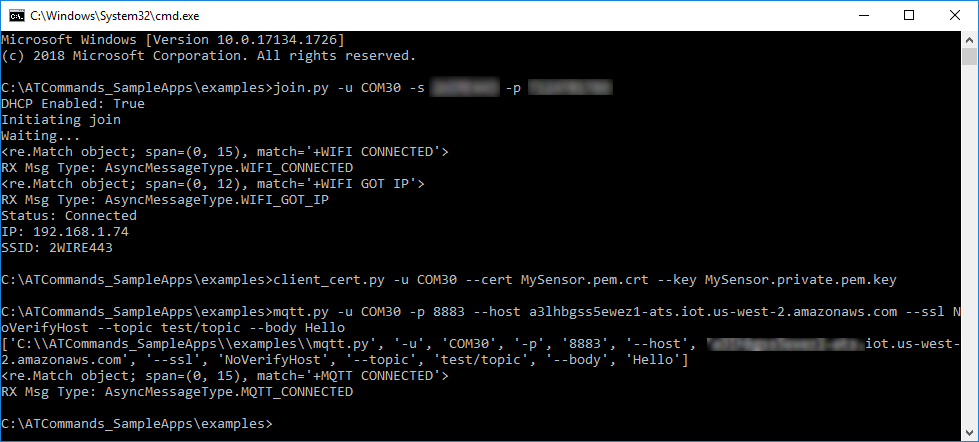 C:\Windows\System32\cmd.exe
Microsoft Windows [Version 10.0.17134.1726]
(c) 2018 Microsoft Corporation. All rights reserved.
C:\ATCommands_SampleApps\examples>join.py -u COM30 -s -p
DHCP Enabled: True
Initiating join
Waiting...
<re.Match object; span=(0, 15), match='+WIFI CONNECTED'>
RX Msg Type: AsyncMessageType.WIFI_CONNECTED
<re.Match object; span=(0, 12), match='+WIFI GOT IP'>
RX Msg Type: AsyncMessageType.WIFI_GOT_IP
Status: Connected
IP: 192.168.1.74
SSID: 2WIRE443
C:\ATCommands_SampleApps\examples>client_cert.py -u COM30 --cert MySensor.pem.crt --key MySensor.private.pem.key
C:\ATCommands_SampleApps\examples>mqtt.py -u COM30 -p 8883 --host a3lhbgss5ewez1-ats.iot.us-west-2.amazonaws.com --ssl N
oVerifyHost --topic test/topic --body Hello
['C:\\ATCommands_SampleApps\\examples\\mqtt.py', '-u', 'COM30', '-p', '8883', '--host', iot.us-west-
2.amazonaws.com', '--ssl', 'NoVerifyHost', '--topic', 'test/topic', '--body', 'Hello']
<re.Match object; span=(0, 15), match='+MQTT CONNECTED'>
RX Msg Type: AsyncMessageType.MQTT_CONNECTED
C:\ATCommands_SampleApps\examples>